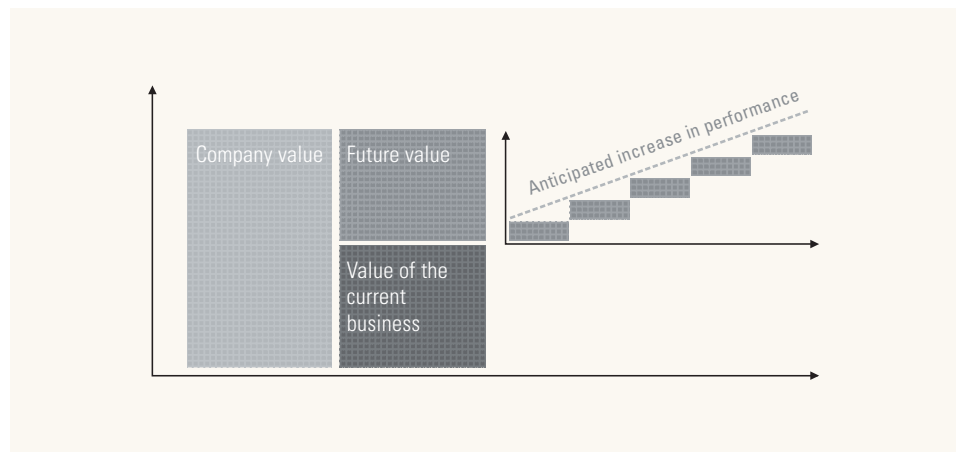 Company value
Future value
Value of the
current
business
Anticipated increase in performance